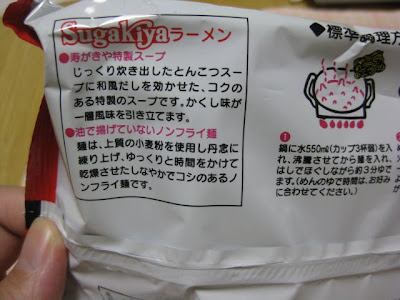 Sugakiyaラーメン
●寿がきや特製スープ
じっくり炊き出したとんこつスー
プに和風だしを効かせた、コクの
ある特製のスープです。かくし味が
一層風味を引き立てます。
●油で揚げていないノンフライ麺
麺は、上質の小麦粉を使用し丹念に
練り上げ、ゆっくりと時間をかけて
乾燥させたしなやかでコシのあるノ
ンフライ麺です。
◆標準調理方
❶
鍋に水550ml(カップ3杯弱)を入
れ、沸騰させてから麺を入れ、
はしでほぐしながら約3分ゆで
ます。(めんのゆで時間は、お好み
に合わせてください。)